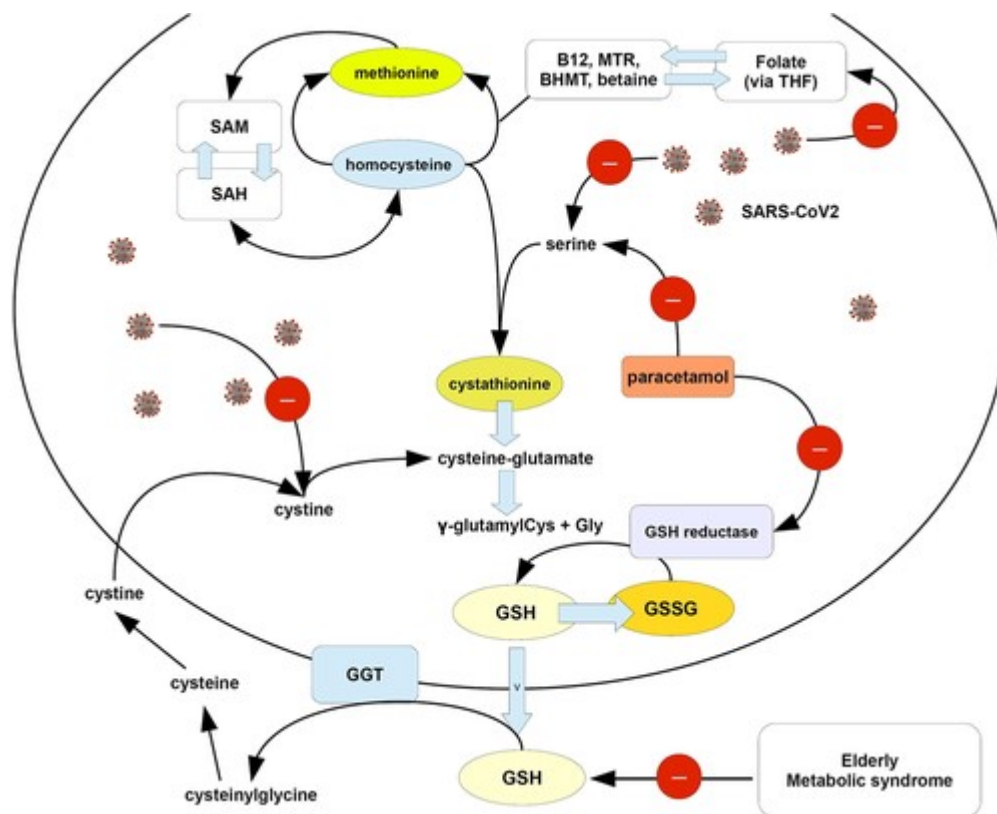 methionine
B12, MTR,
BHMT, betaine
Folate
(via THF)
SAM
homocysteine
SAH
SARS-CoV2
serine
paracetamol
cystathionine
cysteine-glutamate
cystine
γ-glutamylCys + Gly
GSH reductase
cystine
GSH
GSSG
GGT
cysteine
v
GSH
cysteinylglycine
Elderly
Metabolic syndrome